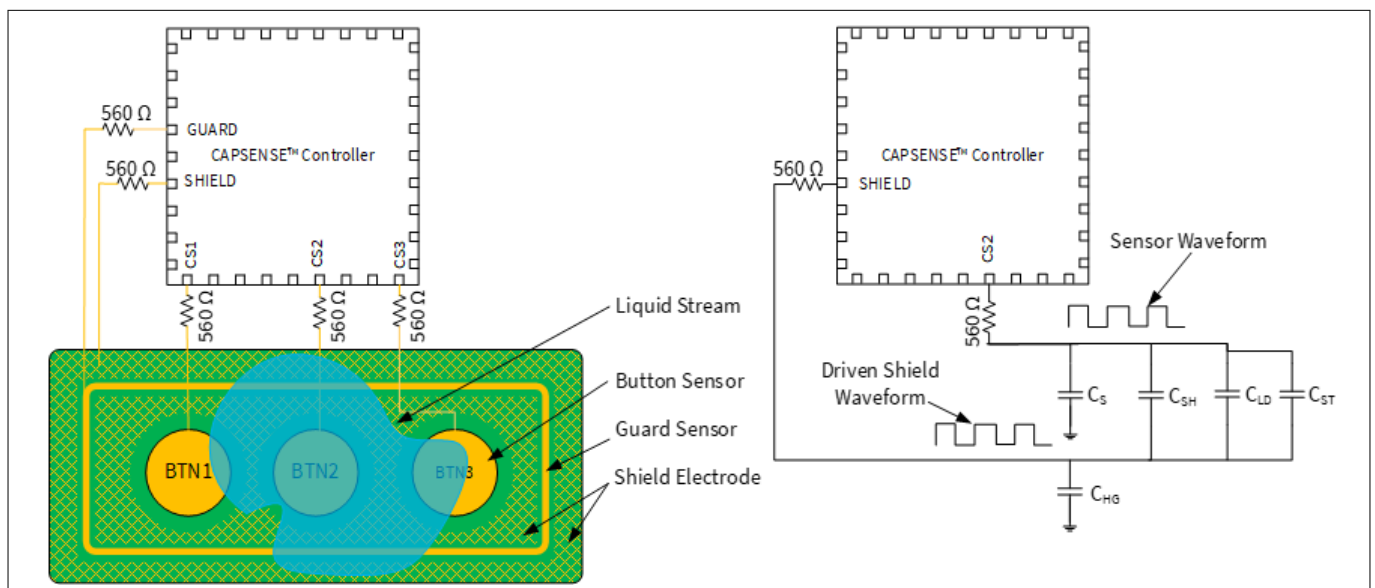 560 Ω
GUARD
CAPSENSE™ Controller
560 Ω
SHIELD
CS1
CS2
CS3
560 Ω
560 Ω
560 Ω
BTN1
BTN2
BTN3
Liquid Stream
Button Sensor
Guard Sensor
Shield Electrode
CAPSENSE™ Controller
560 Ω
SHIELD
CS2
560 Ω
Sensor Waveform
Driven Shield
Waveform
CS
CSH
CLD
CST
CHG